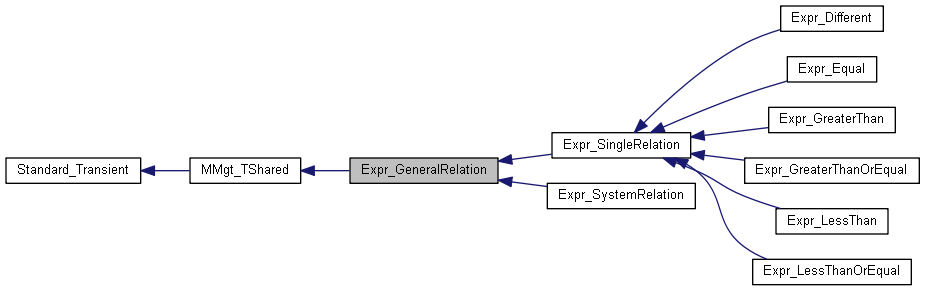 Expr_Different
Expr_Equal
Expr_GreaterThan
Expr_SingleRelation
Standard_Transient
MMgt_TShared
Expr_GeneralRelation
Expr_GreaterThanOrEqual
Expr_SystemRelation
Expr_LessThan
Expr_LessThanOrEqual